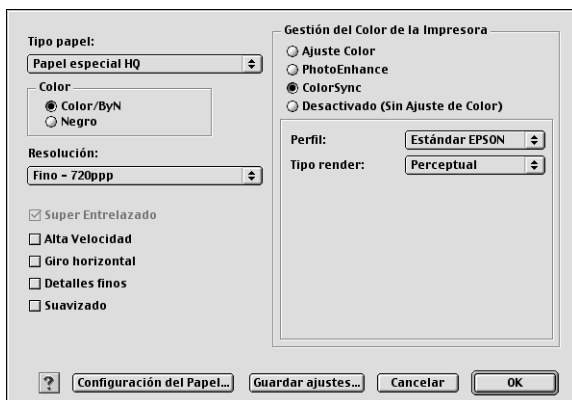 Tipo papel:
Papel especial HQ
Color
Color/ByN
Negro
Resolución:
Fino - 720ppp
Super Entrelazado
Alta Velocidad
Giro horizontal
Detalles finos
Suavizado
Gestión del Color de la Impresora
Ajuste Color
PhotoEnhance
ColorSync
Desactivado (Sin Ajuste de Color)
Perfil: Estándar EPSON
Tipo render: Perceptual
? Configuración del Papel... Guardar ajustes... Cancelar OK